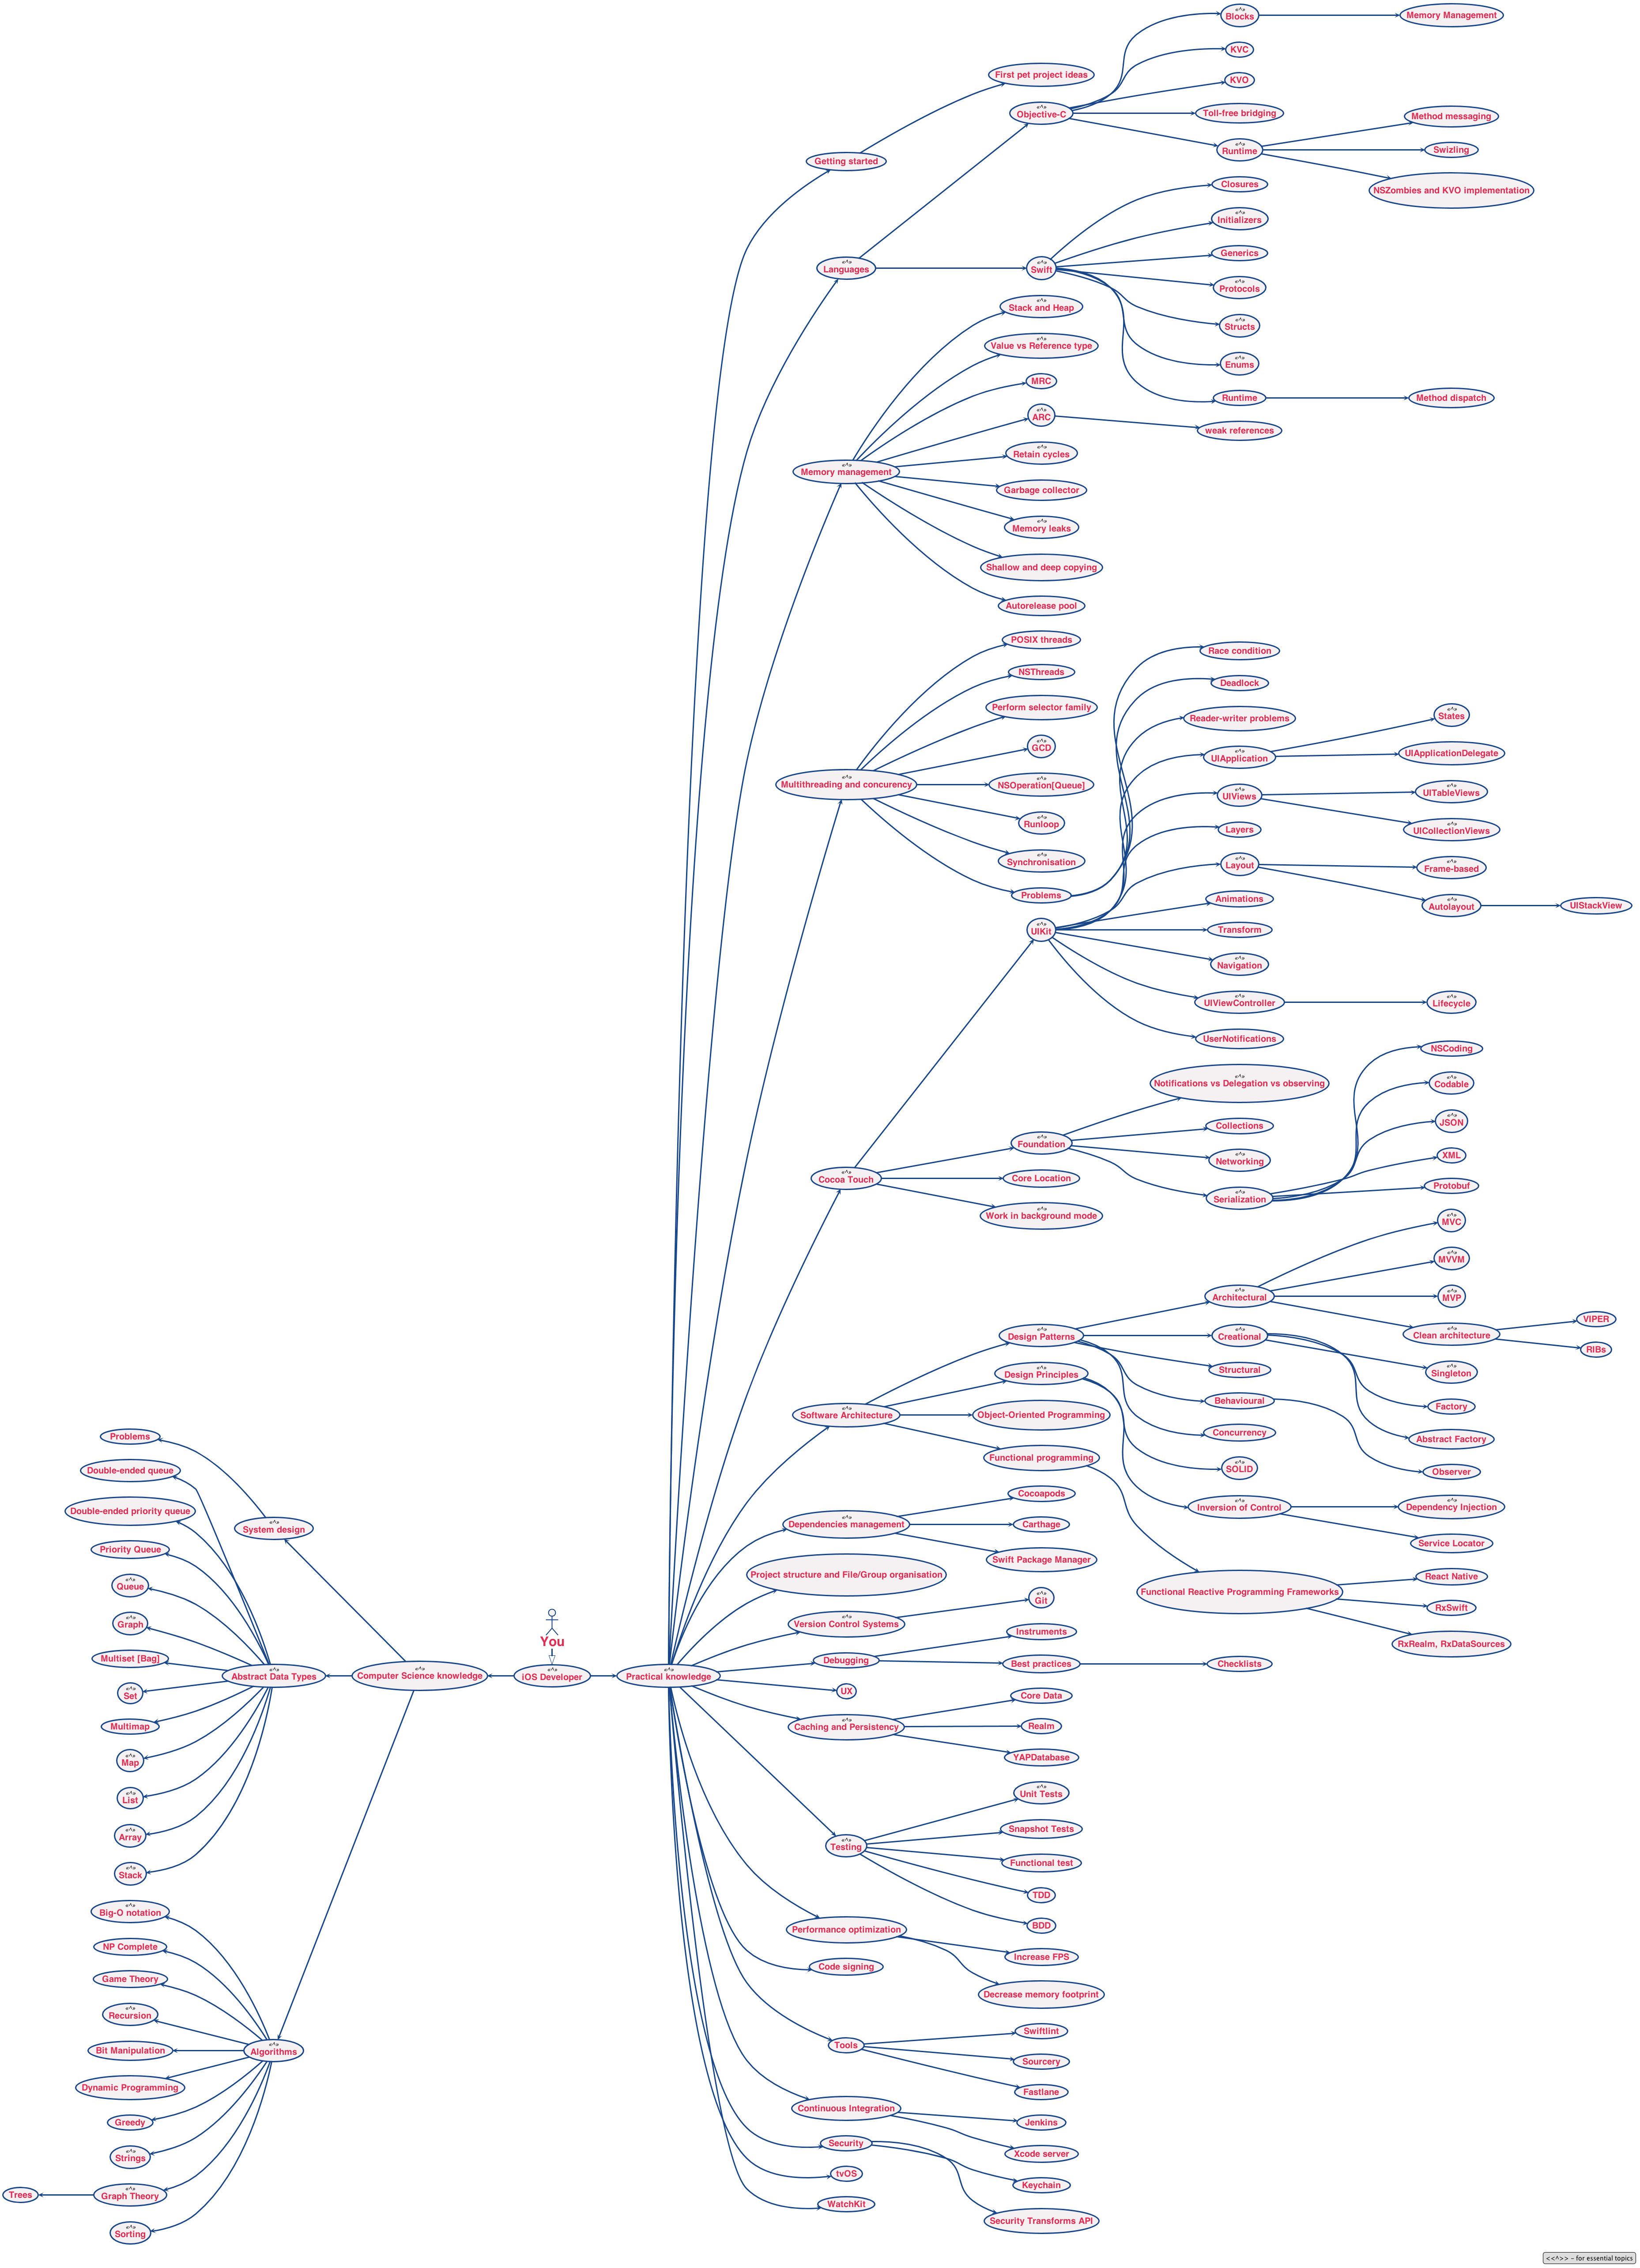 «^»
Blocks
Memory Management
KVC
KVO
First pet project ideas
«^»
Objective-C
Toll-free bridging
Method messaging
«^»
Runtime
Swizling
NSZombies and KVO implementation
Getting started
«^»
Languages
«^»
Swift
Closures
«^»
Initializers
Generics
«^»
Protocols
«^»
Structs
«^»
Enums
Runtime
Method dispatch
«^»
Memory management
«^»
Stack and Heap
«^»
Value vs Reference type
MRC
«^»
ARC
weak references
«^»
Retain cycles
Garbage collector
«^»
Memory leaks
Shallow and deep copying
Autorelease pool
«^»
Multithreading and concurency
POSIX threads
NSThreads
Perform selector family
«^»
GCD
«^»
NSOperation[Queue]
«^»
Runloop
«^»
Synchronisation
Problems
Race condition
Deadlock
Reader-writer problems
«^»
Cocoa Touch
«^»
UIKit
«^»
UIApplication
«^»
States
«^»
UIApplicationDelegate
«^»
UIViews
«^»
UITableViews
«^»
UICollectionViews
Layers
«^»
Layout
«^»
Frame-based
«^»
Autolayout
UIStackView
Animations
Transform
«^»
Navigation
«^»
UIViewController
«^»
Lifecycle
UserNotifications
«^»
Foundation
«^»
Notifications vs Delegation vs observing
Collections
«^»
Networking
«^»
Serialization
NSCoding
«^»
Codable
«^»
JSON
XML
Protobuf
Core Location
«^»
Work in background mode
«^»
Software Architecture
«^»
Design Patterns
«^»
Architectural
«^»
MVC
«^»
MVVM
«^»
MVP
«^»
Clean architecture
VIPER
RIBs
«^»
Creational
«^»
Singleton
Factory
Abstract Factory
Structural
Behavioural
Observer
Concurrency
«^»
Design Principles
«^»
SOLID
«^»
Inversion of Control
«^»
Dependency Injection
Service Locator
Object-Oriented Programming
Functional programming
Functional Reactive Programming Frameworks
React Native
RxSwift
RxRealm, RxDataSources
«^»
Dependencies management
Cocoapods
Carthage
Swift Package Manager
Project structure and File/Group organisation
«^»
Version Control Systems
«^»
Git
Debugging
Instruments
Best practices
Checklists
UX
«^»
Caching and Persistency
Core Data
Realm
YAPDatabase
«^»
Testing
«^»
Unit Tests
Snapshot Tests
Functional test
TDD
BDD
Performance optimization
Increase FPS
Decrease memory footprint
Code signing
Tools
Swiftlint
Sourcery
Fastlane
Continuous Integration
Jenkins
Xcode server
Security
Keychain
Security Transforms API
tvOS
WatchKit
You
«^»
iOS Developer
«^»
Practical knowledge
«^»
Computer Science knowledge
«^»
System design
Problems
«^»
Abstract Data Types
Double-ended queue
Double-ended priority queue
Priority Queue
«^»
Queue
«^»
Graph
Multiset [Bag]
«^»
Set
Multimap
«^»
Map
«^»
List
«^»
Array
«^»
Stack
«^»
Algorithms
«^»
Big-O notation
NP Complete
Game Theory
«^»
Recursion
Bit Manipulation
Dynamic Programming
Greedy
«^»
Strings
«^»
Graph Theory
Trees
«^»
Sorting
<<^>> - for essential topics